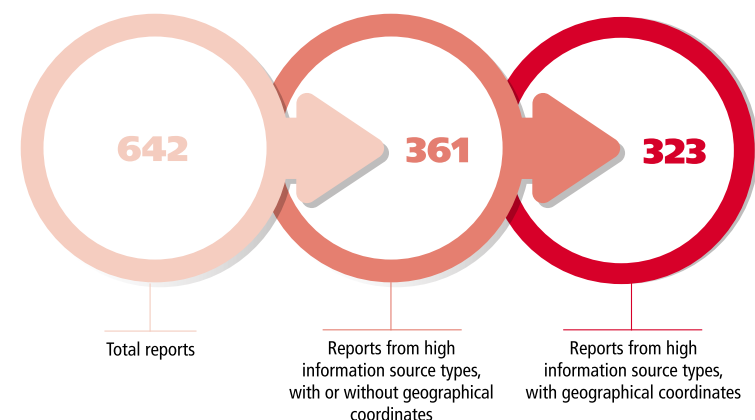 642
361
323
Total reports
Reports from high
information source types,
with or without geographical
coordinates
Reports from high
information source types,
with geographical coordinates